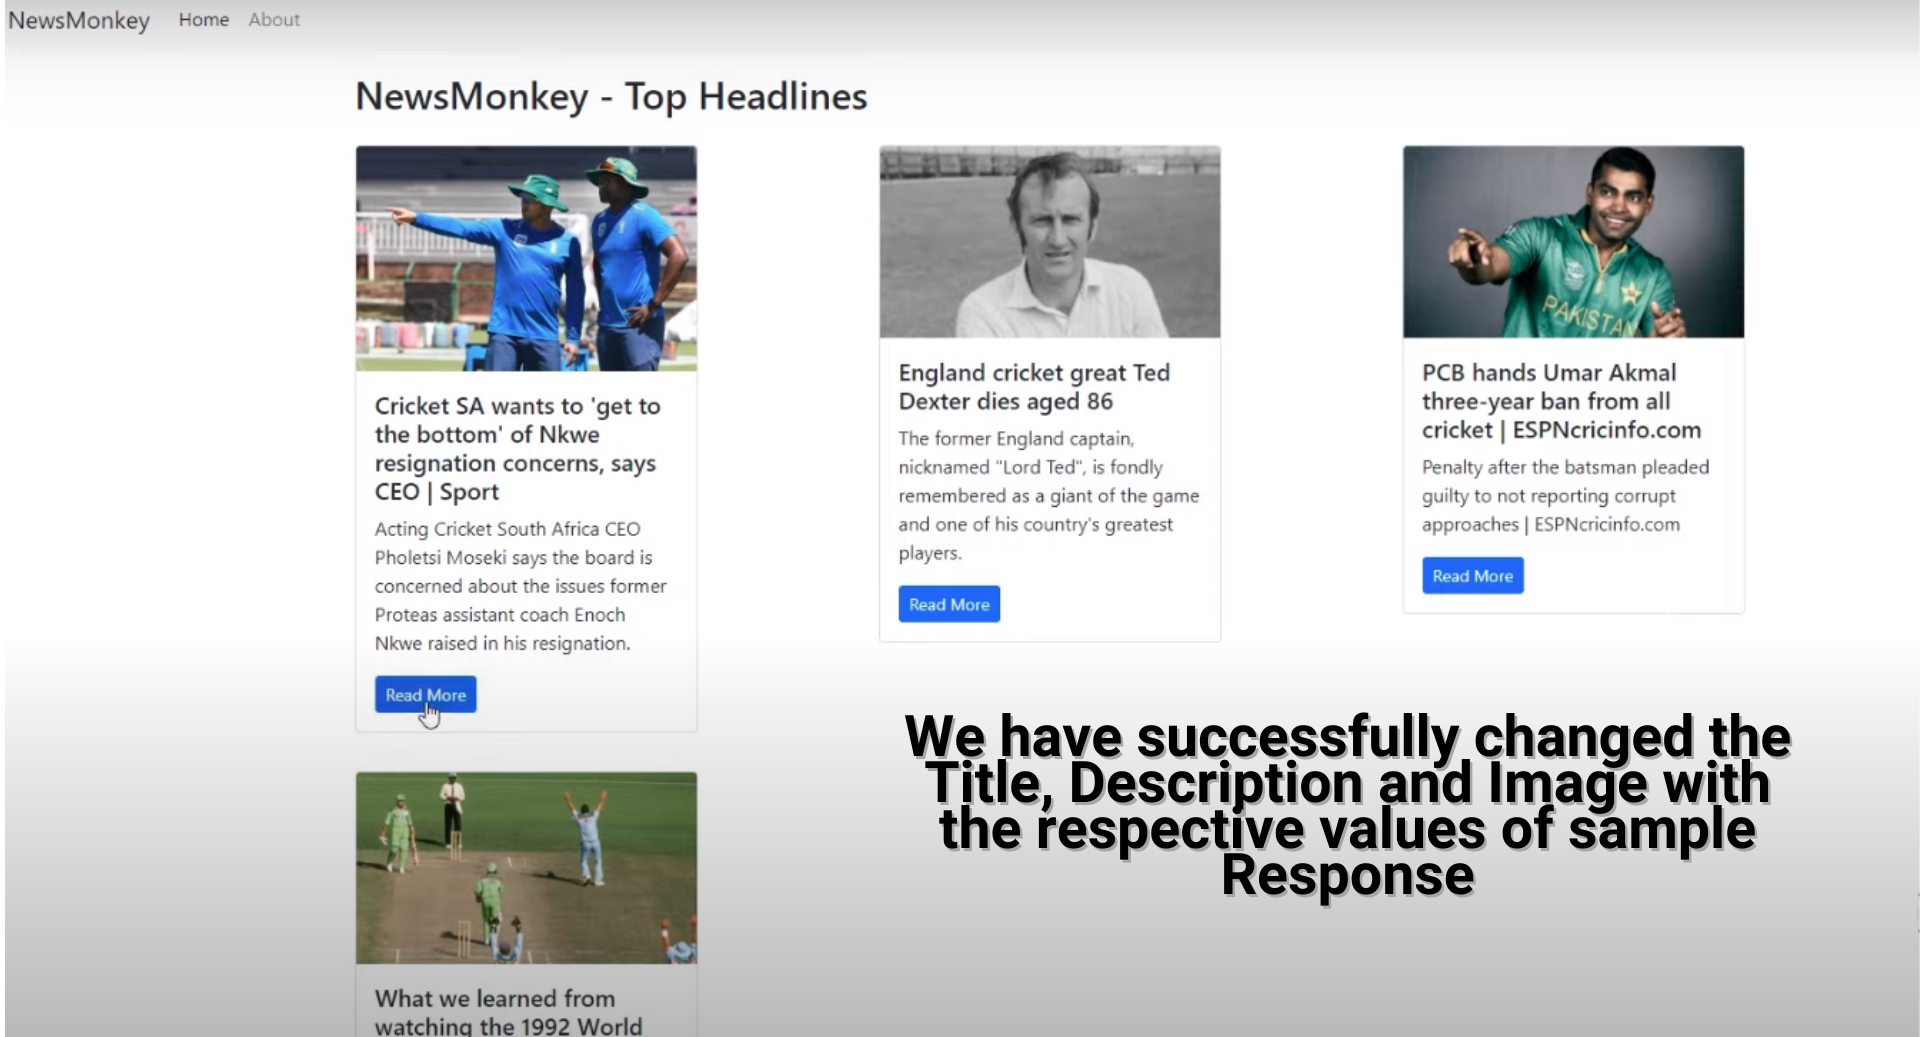 NewsMonkey Home About
NewsMonkey - Top Headlines
Cricket SA wants to 'get to
the bottom' of Nkwe
resignation concerns, says
CEO | Sport
Acting Cricket South Africa CEO
Pholetsi Moseki says the board is
concerned about the issues former
Proteas assistant coach Enoch
Nkwe raised in his resignation.
Read More
England cricket great Ted
Dexter dies aged 86
The former England captain,
nicknamed "Lord Ted", is fondly
remembered as a giant of the game
and one of his country's greatest
players.
Read More
PAKISTAN
PCB hands Umar Akmal
three-year ban from all
cricket | ESPNcricinfo.com
Penalty after the batsman pleaded
guilty to not reporting corrupt
approaches | ESPNcricinfo.com
Read More
We have successfully changed the
Title, Description and Image with
the respective values of sample
Response
What we learned from
watching the 1992 World